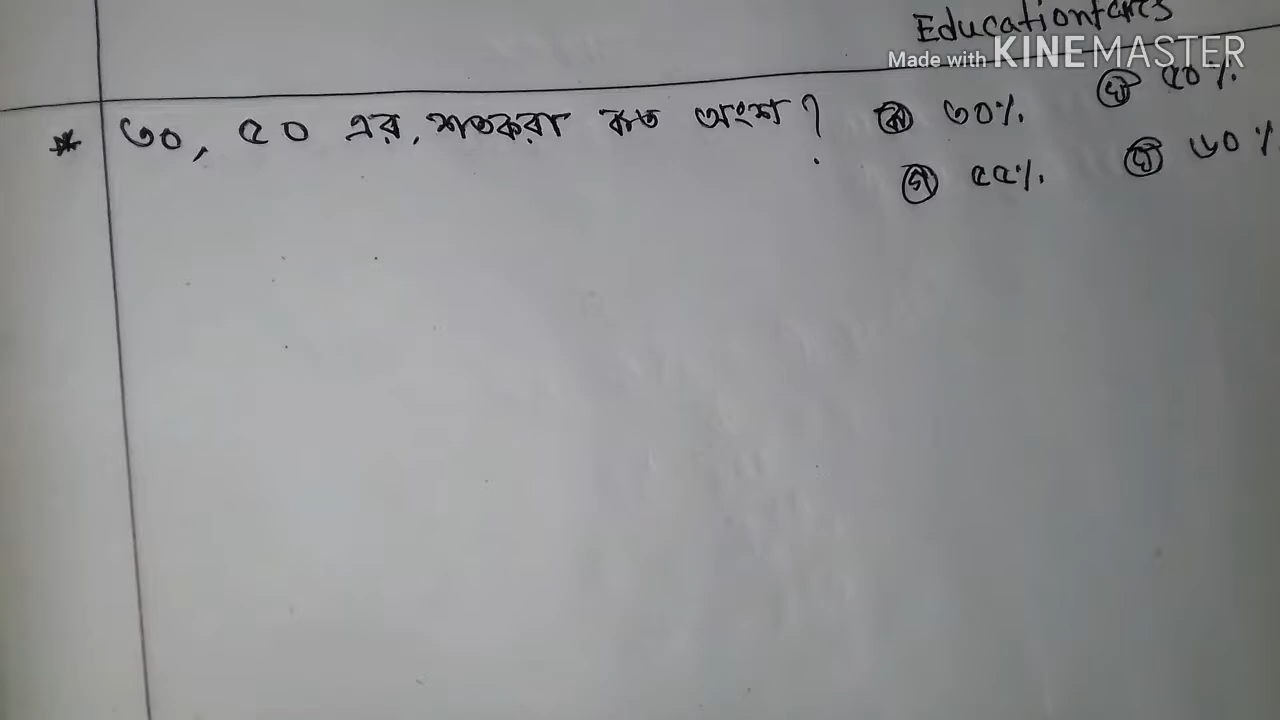 Educationfacts
Made with KINEMASTER
* ৩০, ৫০ এর শতকরা কত অংশ? (ক) ৩০% (খ) ৫০%
(গ) ৫৫% (ঘ) ৬০%